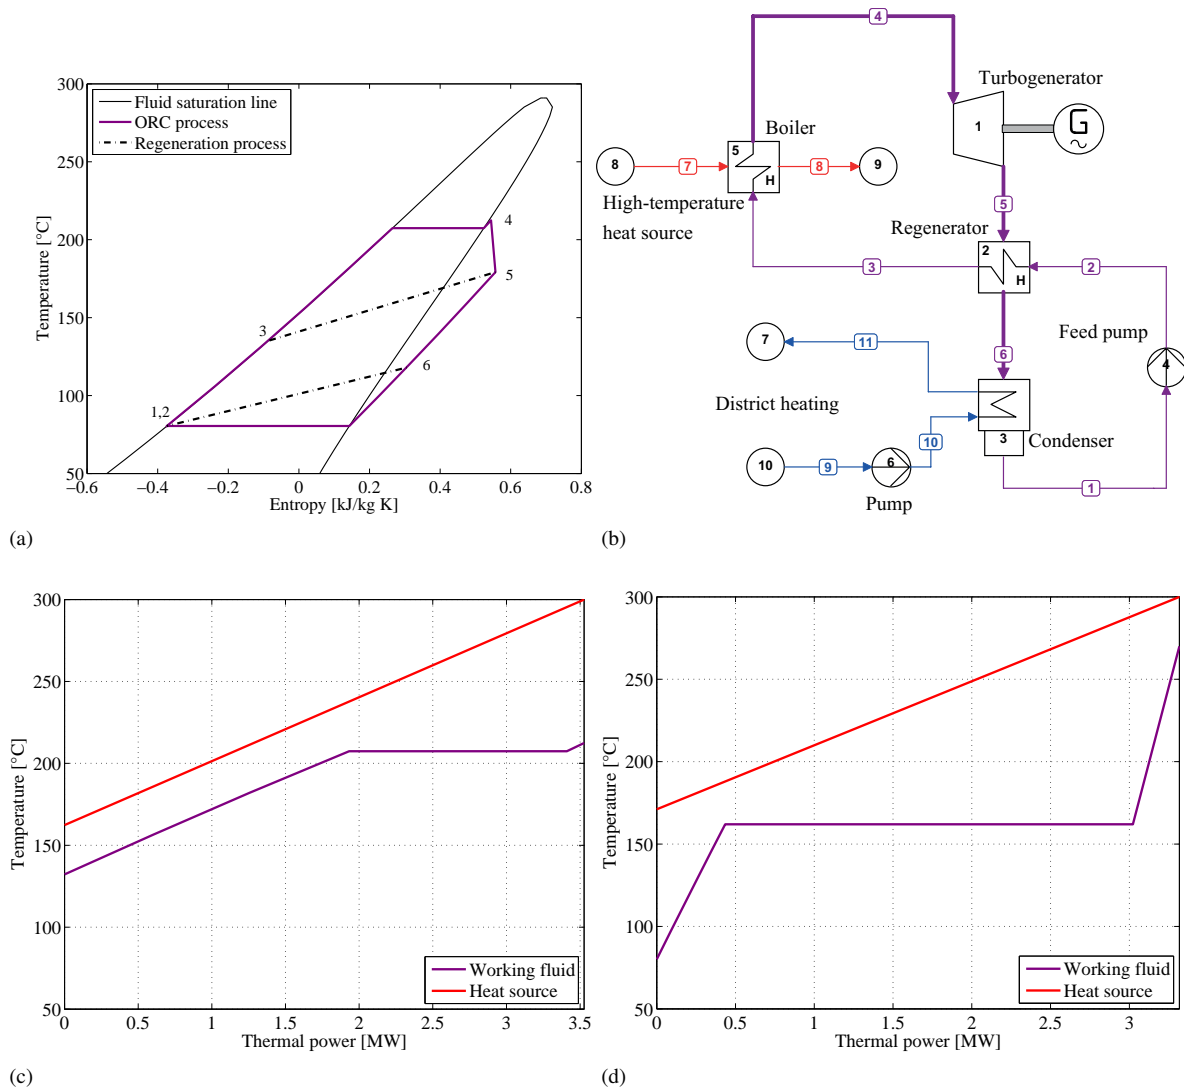 300
250
200
150
100
50
−0.6
−0.4
−0.2
0
0.2
0.4
0.6
0.8
Temperature [°C]
Entropy [kJ/kg K]
Fluid saturation line
ORC process
Regeneration process
4
5
3
6
1,2
(a)
4
Turbogenerator
1
G
~
Boiler
5
H
8
7
8
9
High-temperature
heat source
5
Regenerator
2
H
3
2
Feed pump
4
7
11
6
District heating
10
3
Condenser
10
9
6
1
Pump
(b)
300
250
200
150
100
50
0
0.5
1
1.5
2
2.5
3
3.5
Temperature [°C]
Thermal power [MW]
Working fluid
Heat source
(c)
300
250
200
150
100
50
0
0.5
1
1.5
2
2.5
3
Temperature [°C]
Thermal power [MW]
Working fluid
Heat source
(d)